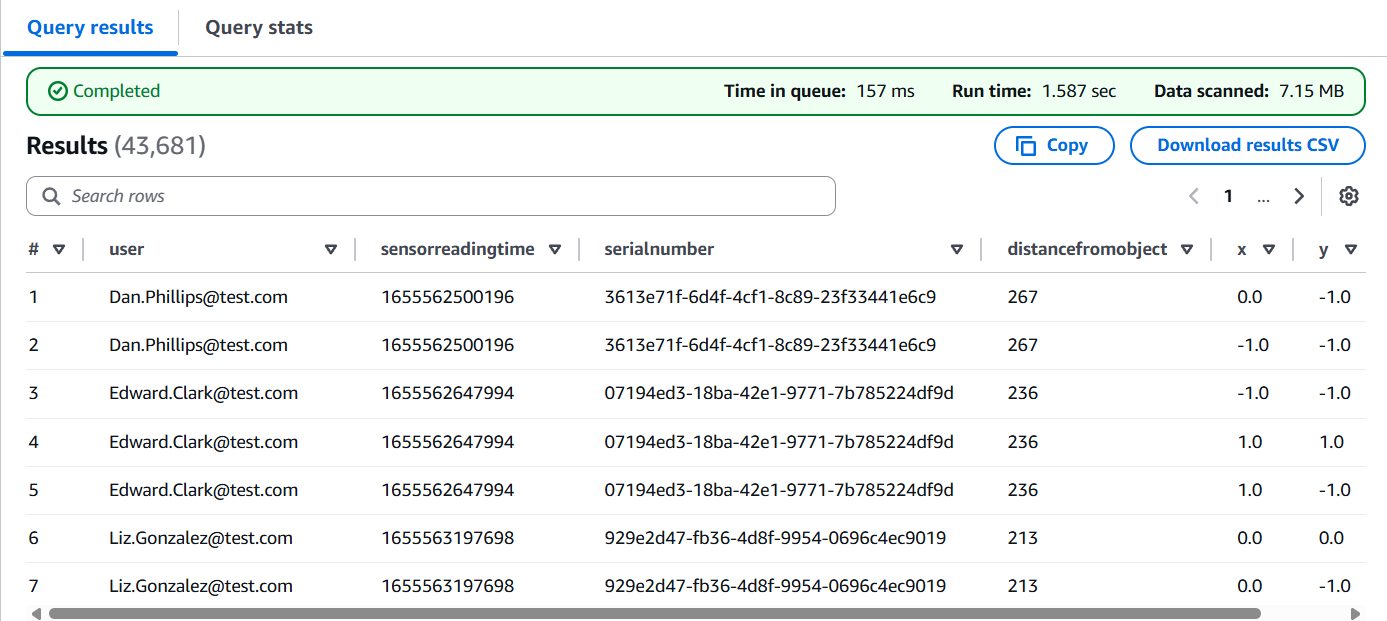 Query results Query stats
Completed Time in queue: 157 ms Run time: 1.587 sec Data scanned: 7.15 MB
Results (43,681) Copy Download results CSV
Search rows 1 ...
# user sensorreadingtime serialnumber distancefromobject x y
1 Dan.Phillips@test.com 1655562500196 3613e71f-6d4f-4cf1-8c89-23f33441e6c9 267 0.0 -1.0
2 Dan.Phillips@test.com 1655562500196 3613e71f-6d4f-4cf1-8c89-23f33441e6c9 267 -1.0 -1.0
3 Edward.Clark@test.com 1655562647994 07194ed3-18ba-42e1-9771-7b785224df9d 236 -1.0 -1.0
4 Edward.Clark@test.com 1655562647994 07194ed3-18ba-42e1-9771-7b785224df9d 236 1.0 1.0
5 Edward.Clark@test.com 1655562647994 07194ed3-18ba-42e1-9771-7b785224df9d 236 1.0 -1.0
6 Liz.Gonzalez@test.com 1655563197698 929e2d47-fb36-4d8f-9954-0696c4ec9019 213 0.0 0.0
7 Liz.Gonzalez@test.com 1655563197698 929e2d47-fb36-4d8f-9954-0696c4ec9019 213 0.0 -1.0